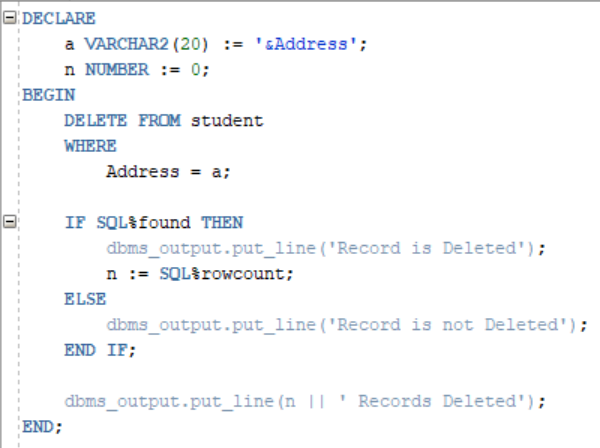 DECLARE
    a VARCHAR2(20) := '&Address';
    n NUMBER := 0;
BEGIN
    DELETE FROM student
    WHERE
        Address = a;

    IF SQL%found THEN
        dbms_output.put_line('Record is Deleted');
        n := SQL%rowcount;
    ELSE
        dbms_output.put_line('Record is not Deleted');
    END IF;

    dbms_output.put_line(n || ' Records Deleted');
END;